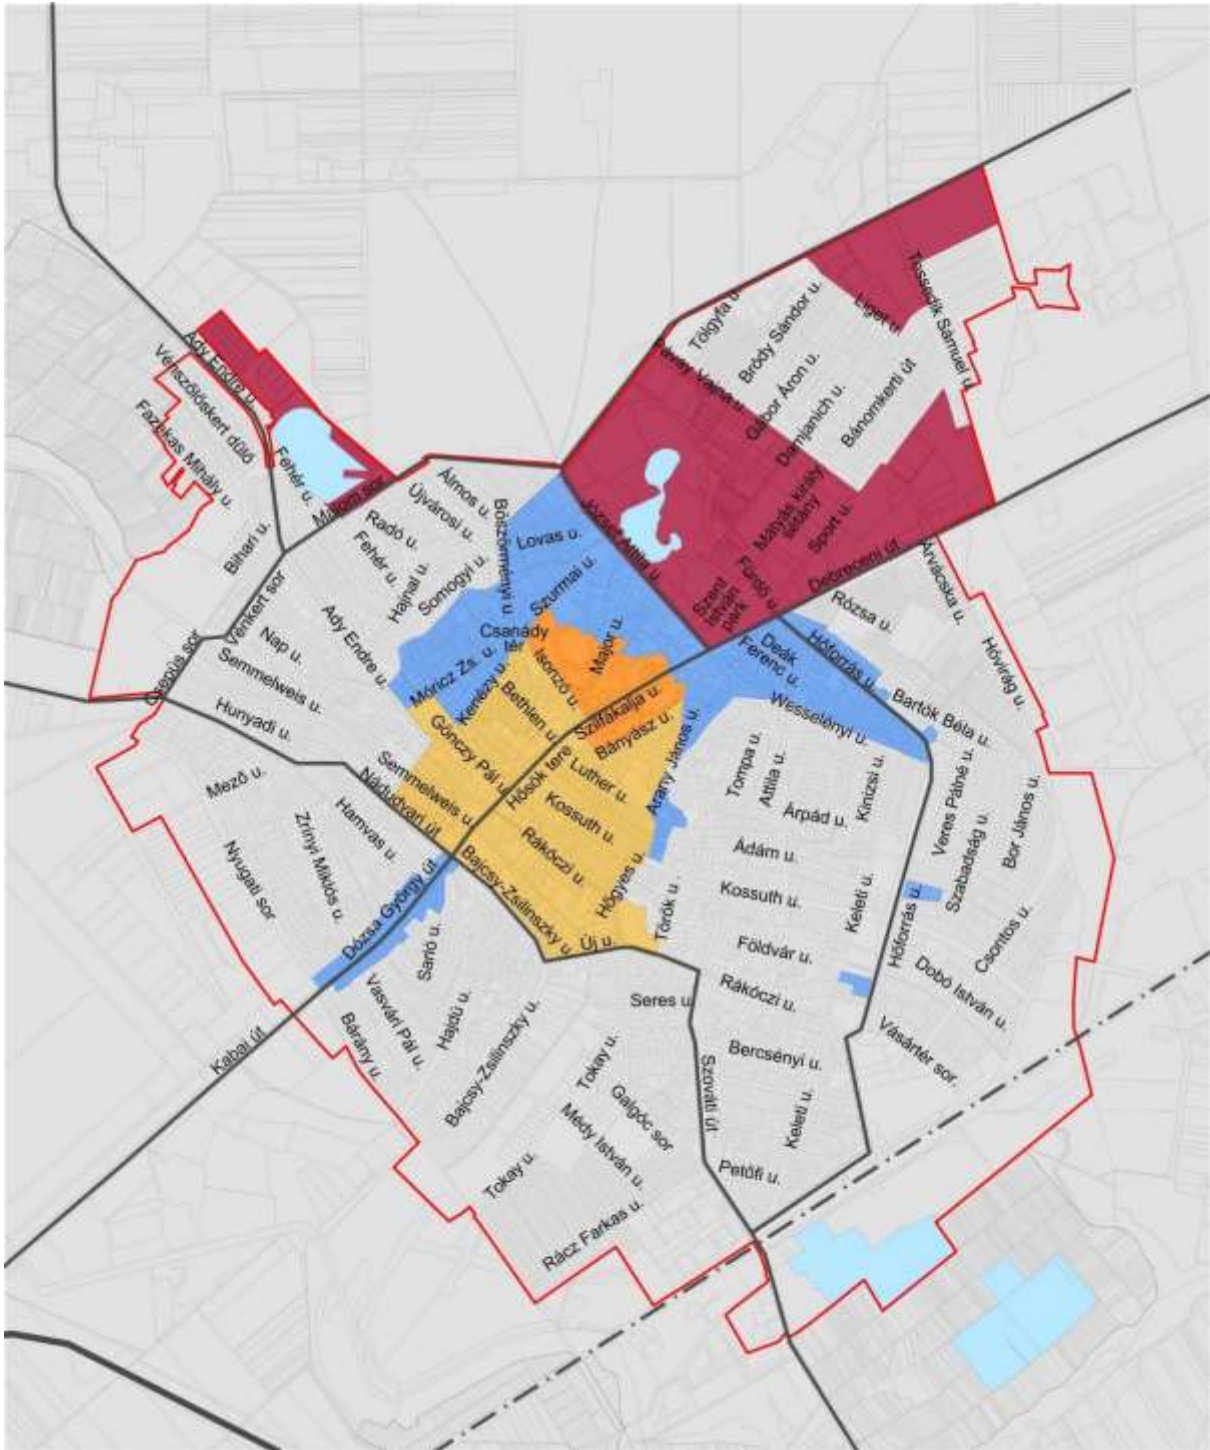 Tölgyfa u.
Bródy Sándor u.
Liget u.
Tessedik Sámuel u.
Gábor Áron u.
Damjanich u.
Bánomkerti út
Mátyás király
sétány
Sport u.
József Attila u.
Szent
István
park
Fürdő u.
Debreceni út
Ady Endre u.
Vénszőlőskert dűlő
Fazekas Mihály u.
Fehér u.
Malom sor
Bihari u.
Álmos u.
Újvárosi u.
Radó u.
Fehér u.
Hajnal u.
Somogyi u.
Böszörményi u.
Lovas u.
Szurmai u.
Vénkert sor
Nap u.
Semmelweis u.
Hunyadi u.
Ady Endre u.
Csanády
tér
Móricz Zs. u.
Kenézy u.
Isonzó u.
Major u.
Bethlen u.
Szilfákalja u.
Bányász u.
Gönczy Pál u.
Hősök tere
Luther u.
Kossuth u.
Semmelweis u.
Nádudvari út
Rákóczi u.
Bajcsy-Zsilinszky u.
Hőgyes u.
Új u.
Rózsa u.
Árvácska u.
Hóvirág u.
Hőforrás u.
Deák
Ferenc u.
Bartók Béla u.
Wesselényi u.
Arany János u.
Tompa u.
Attila u.
Árpád u.
Kinizsi u.
Veres Pálné u.
Szabadság u.
Bor János u.
Ádám u.
Kossuth u.
Keleti u.
Török u.
Földvár u.
Hőforrás u.
Csontos u.
Dobó István u.
Rákóczi u.
Vásártér sor.
Mező u.
Hamvas u.
Zrínyi Miklós u.
Nyugati sor
Dózsa György út
Sarló u.
Vasvári Pál u.
Hajdú u.
Bárány u.
Kabai út
Bajcsy-Zsilinszky u.
Seres u.
Szováti út
Bercsényi u.
Keleti u.
Tokay u.
Galgóc sor
Médy István u.
Tokay u.
Petőfi u.
Rácz Farkas u.